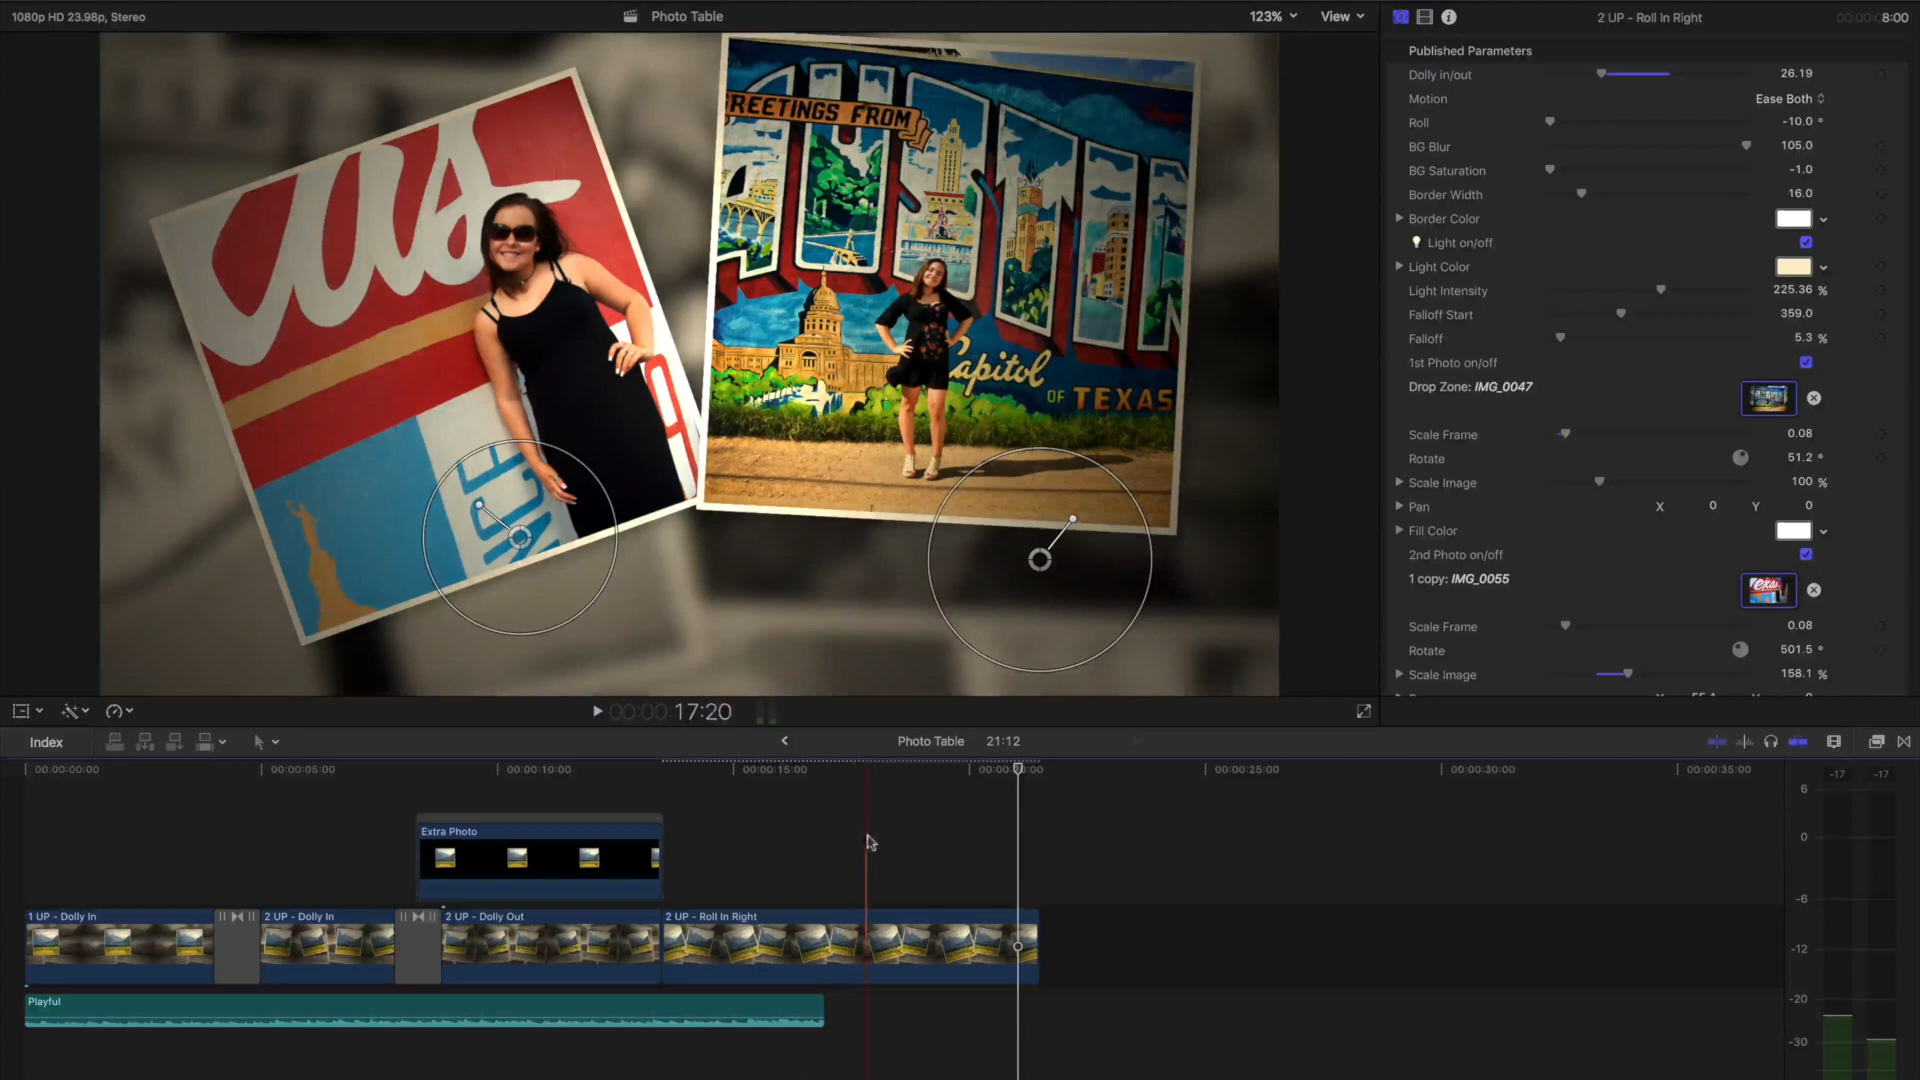 1080p HD 23.98p, Stereo
Photo Table
123%
View
2 UP - Roll In Right
00:00:08:00
Published Parameters
Dolly in/out 26.19
Motion Ease Both
Roll -10.0 °
BG Blur 105.0
BG Saturation -1.0
Border Width 16.0
Border Color
Light on/off
Light Color
Light Intensity 225.36 %
Falloff Start 359.0
Falloff 5.3 %
1st Photo on/off
Drop Zone: IMG_0047
Scale Frame 0.08
Rotate 51.2 °
Scale Image 100 %
Pan X 0 Y 0
Fill Color
2nd Photo on/off
1 copy: IMG_0055
Scale Frame 0.08
Rotate 501.5 °
Scale Image 158.1 %
GREETINGS FROM
AUSTIN
Capitol
OF TEXAS
00:00:17:20
Index
Photo Table 21:12
00:00:00:00
00:00:05:00
00:00:10:00
00:00:15:00
00:00:25:00
00:00:30:00
00:00:35:00
-17 -17
6
0
-6
-12
-20
-30
Extra Photo
1 UP - Dolly In
2 UP - Dolly In
2 UP - Dolly Out
2 UP - Roll In Right
Playful